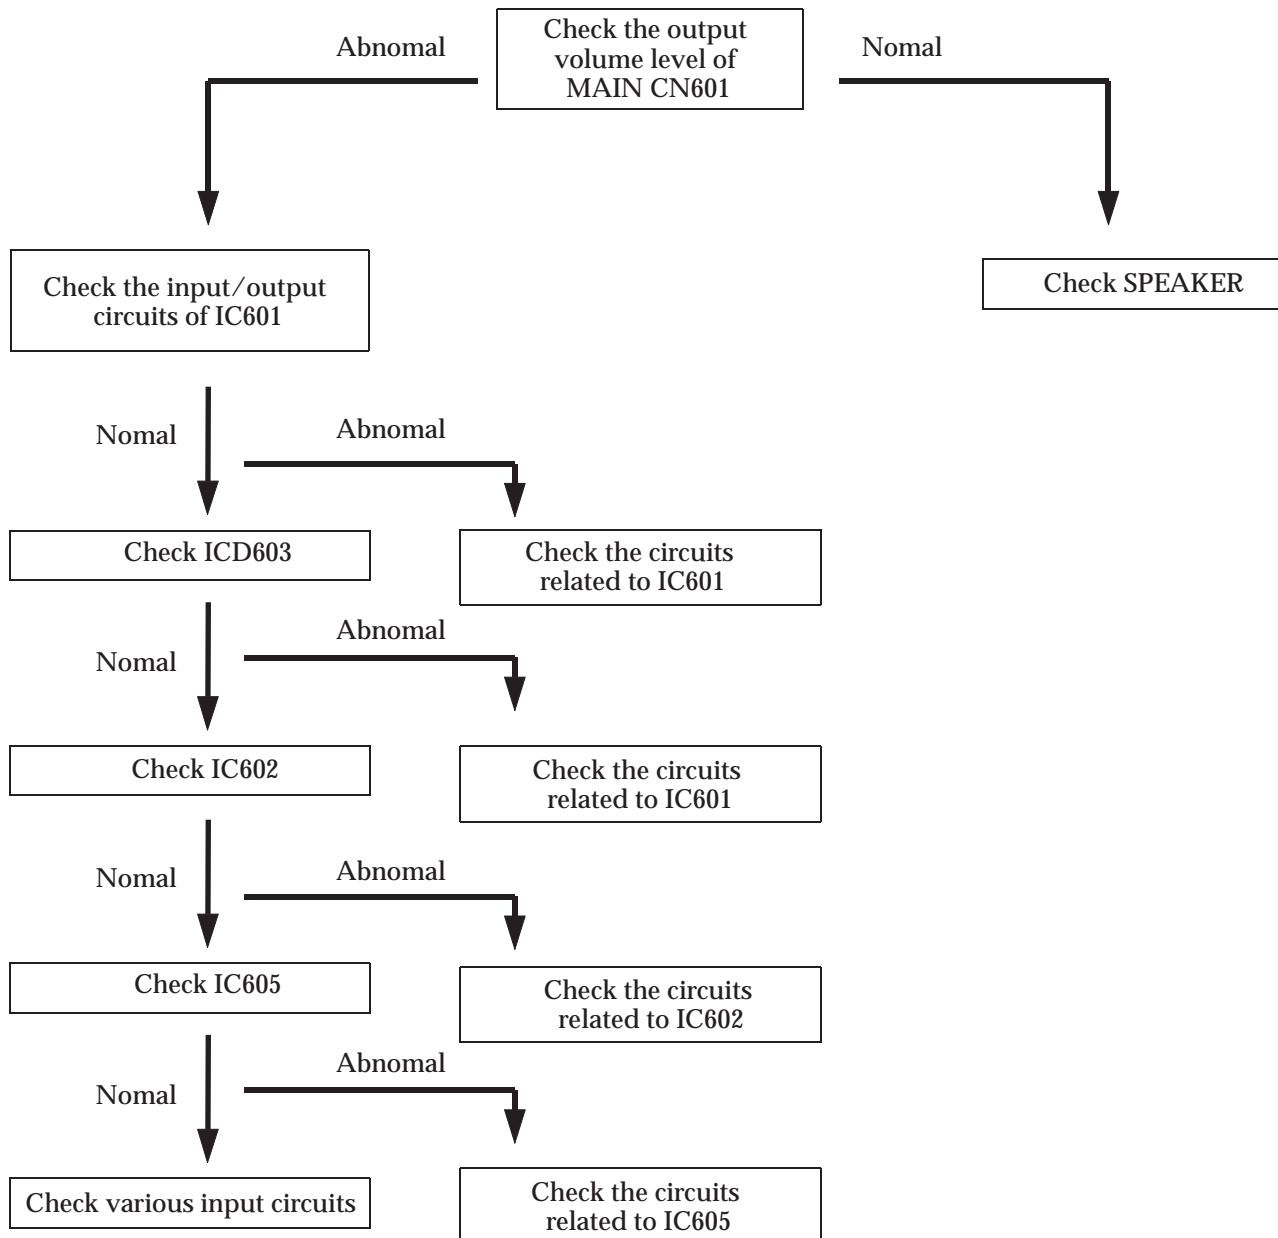 Abnomal
Check the output
volume level of
MAIN CN601
Nomal
Check the input/output
circuits of IC601
Check SPEAKER
Nomal
Abnomal
Check ICD603
Check the circuits
related to IC601
Nomal
Abnomal
Check IC602
Check the circuits
related to IC601
Nomal
Abnomal
Check IC605
Check the circuits
related to IC602
Nomal
Abnomal
Check various input circuits
Check the circuits
related to IC605